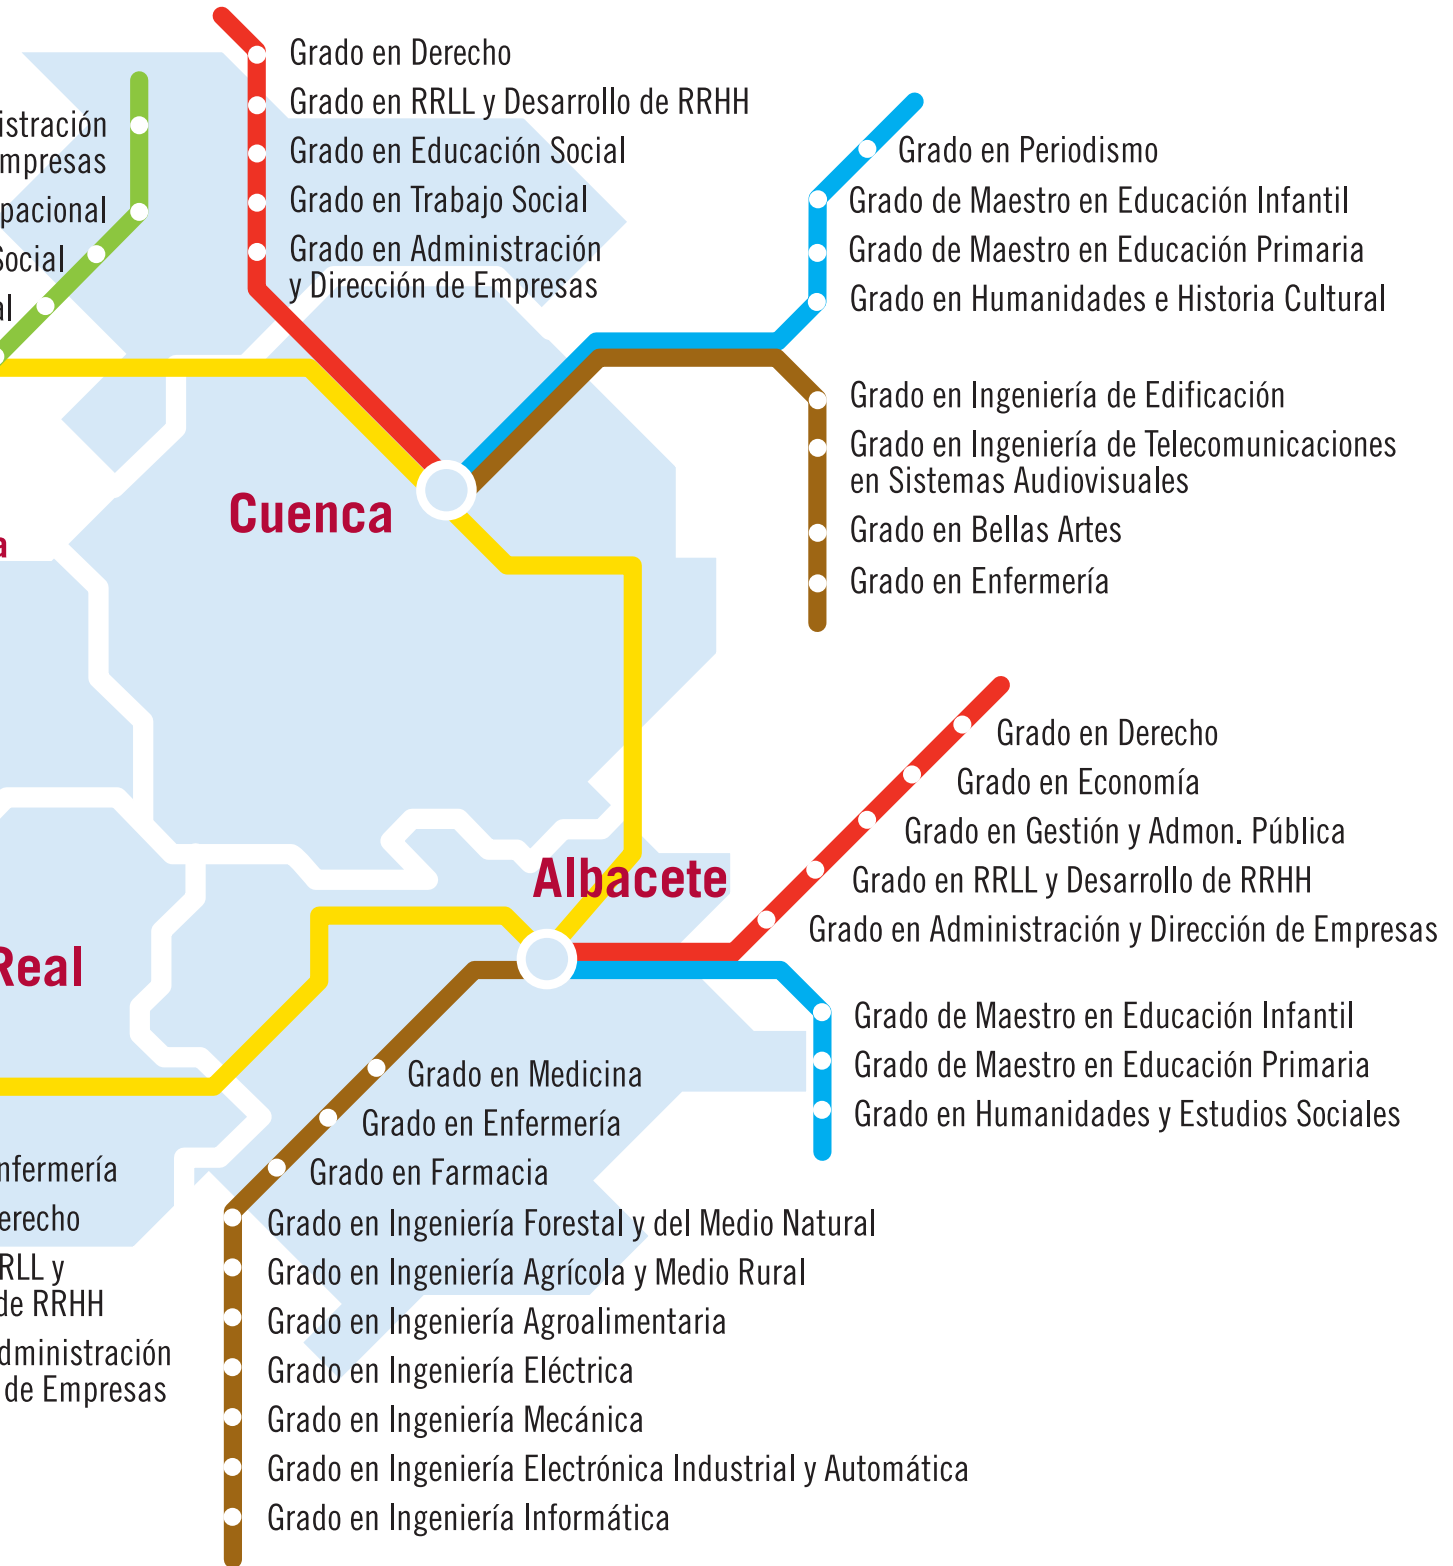 Grado en Derecho
Grado en RRLL y Desarrollo de RRHH
Grado en Educación Social
Grado en Trabajo Social
Grado en Administración
y Dirección de Empresas
istración
mpresas
pacional
Social
al
Grado en Periodismo
Grado de Maestro en Educación Infantil
Grado de Maestro en Educación Primaria
Grado en Humanidades e Historia Cultural
Grado en Ingeniería de Edificación
Grado en Ingeniería de Telecomunicaciones
en Sistemas Audiovisuales
Grado en Bellas Artes
Grado en Enfermería
Cuenca
a
Grado en Derecho
Grado en Economía
Grado en Gestión y Admon. Pública
Grado en RRLL y Desarrollo de RRHH
Grado en Administración y Dirección de Empresas
Albacete
Real
Grado de Maestro en Educación Infantil
Grado de Maestro en Educación Primaria
Grado en Humanidades y Estudios Sociales
Grado en Medicina
Grado en Enfermería
Grado en Farmacia
Grado en Ingeniería Forestal y del Medio Natural
Grado en Ingeniería Agrícola y Medio Rural
Grado en Ingeniería Agroalimentaria
Grado en Ingeniería Eléctrica
Grado en Ingeniería Mecánica
Grado en Ingeniería Electrónica Industrial y Automática
Grado en Ingeniería Informática
nfermería
erecho
RLL y
de RRHH
dministración
de Empresas